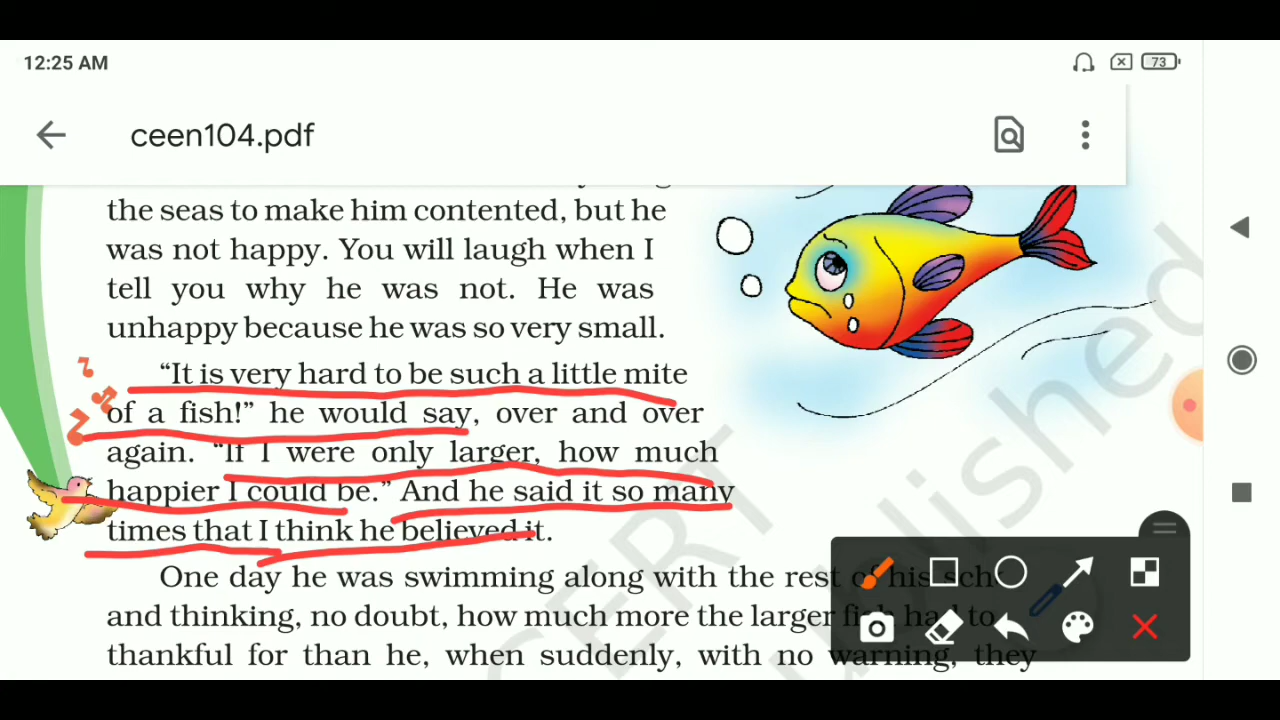 12:25 AM
73
ceen104.pdf
the seas to make him contented, but he
was not happy. You will laugh when I
tell you why he was not. He was
unhappy because he was so very small.
“It is very hard to be such a little mite
of a fish!” he would say, over and over
again. “If I were only larger, how much
happier I could be.” And he said it so many
times that I think he believed it.
One day he was swimming along with the rest of his
and thinking, no doubt, how much more the larger fish had to
thankful for than he, when suddenly, with no warning, they